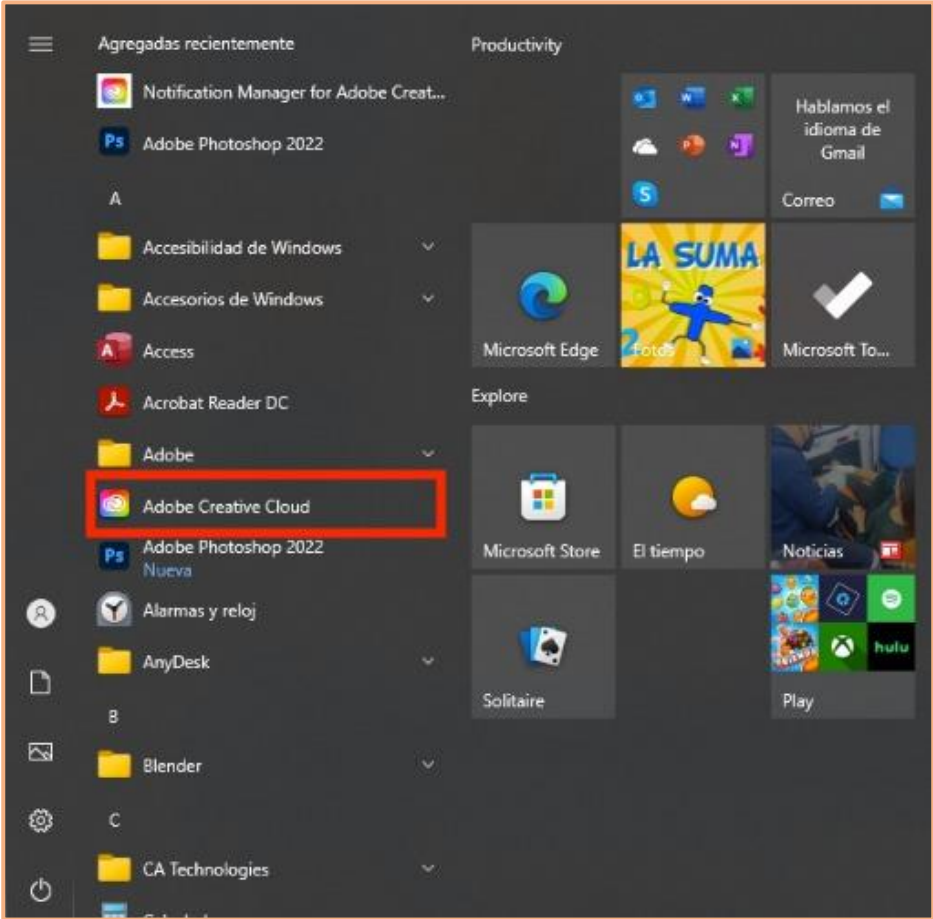 Agregadas recientemente
Notification Manager for Adobe Creat...
Adobe Photoshop 2022
A
Accesibilidad de Windows
Accesorios de Windows
Access
Acrobat Reader DC
Adobe
Adobe Creative Cloud
Adobe Photoshop 2022
Nueva
Alarmas y reloj
AnyDesk
B
Blender
C
CA Technologies
Productivity
Hablamos el
idioma de
Gmail
Correo
Microsoft Edge
LA SUMA
Fotos
Microsoft To...
Explore
Microsoft Store
El tiempo
Noticias
Solitaire
hulu
Play